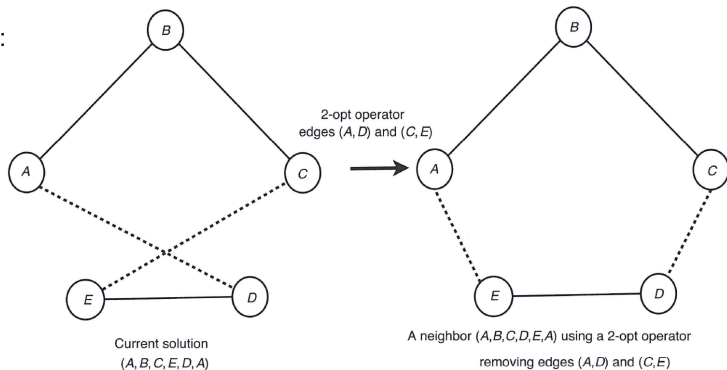 :
B
A
C
E
D
Current solution
(A,B,C,E,D,A)
2-opt operator
edges (A,D) and (C,E)
B
A
C
E
D
A neighbor (A,B,C,D,E,A) using a 2-opt operator
removing edges (A,D) and (C,E)